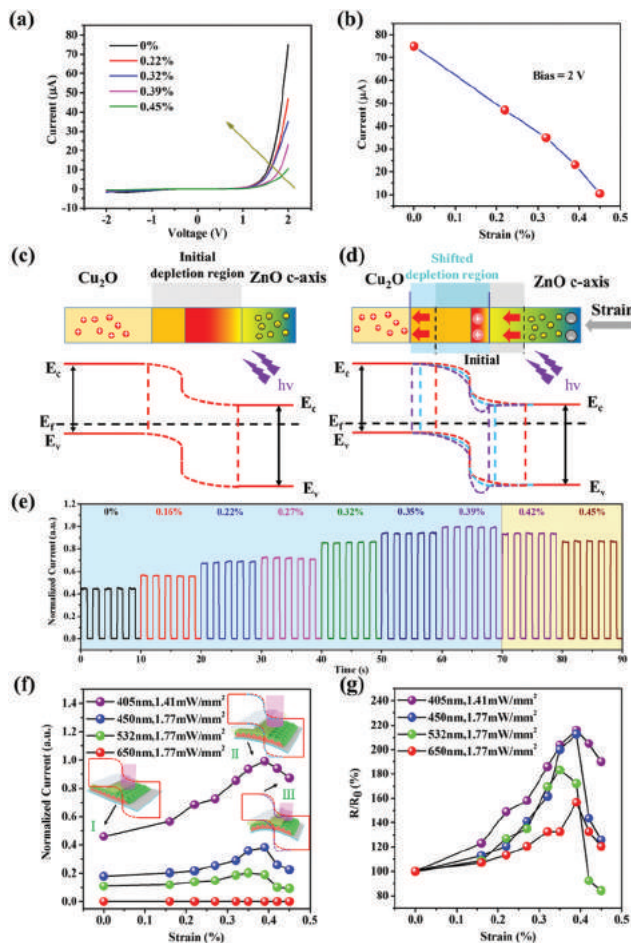 (a)
80
70
60
50
40
30
20
10
0
-10
Current (μA)
0%
0.22%
0.32%
0.39%
0.45%
-2
-1
0
1
2
Voltage (V)
(b)
80
70
60
50
40
30
20
10
Current (μA)
Bias = 2 V
0.0
0.1
0.2
0.3
0.4
0.5
Strain (%)
(c)
Initial
Cu2O depletion region ZnO c-axis
hv
Ec
Ef
Ev
Ec
Ev
(d)
Shifted
Cu2O depletion region ZnO c-axis
Strain
Initial
hv
Ec
Ef
Ev
Ec
Ev
(e)
1.2
1.0
0.8
0.6
0.4
0.2
0.0
Normalized Current (a.u.)
0% 0.16% 0.22% 0.27% 0.32% 0.35% 0.39% 0.42% 0.45%
0 10 20 30 40 50 60 70 80 90
Time (s)
(f)
1.4
1.2
1.0
0.8
0.6
0.4
0.2
0.0
Normalized Current (a.u.)
405nm,1.41mW/mm2
450nm,1.77mW/mm2
532nm,1.77mW/mm2
650nm,1.77mW/mm2
I
II
III
0.0 0.1 0.2 0.3 0.4 0.5
Strain (%)
(g)
240
220
200
180
160
140
120
100
80
R/R0 (%)
405nm,1.41mW/mm2
450nm,1.77mW/mm2
532nm,1.77mW/mm2
650nm,1.77mW/mm2
0.0 0.1 0.2 0.3 0.4 0.5
Strain (%)